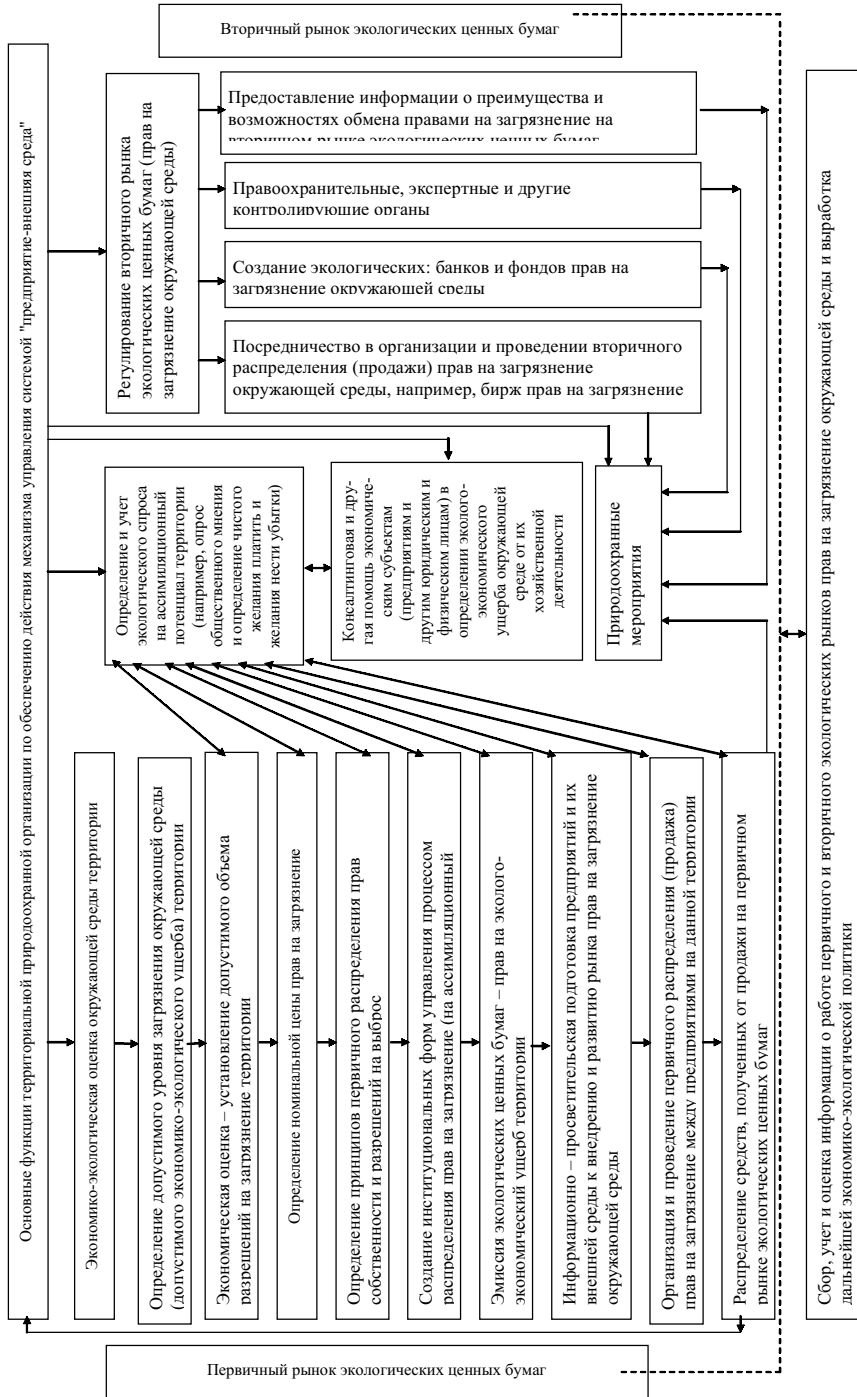 Основные функции территориальной природоохранной организации по обеспечению действия механизма управления системой "предприятие-внешняя среда"
Вторичный рынок экологических ценных бумаг
Регулирование вторичного рынка
экологических ценных бумаг (прав на
загрязнение окружающей среды)
Предоставление информации о преимущества и
возможностях обмена правами на загрязнение на
вторичном рынке экологических ценных бумаг
Правоохранительные, экспертные и другие
контролирующие органы
Создание экологических: банков и фондов прав на
загрязнение окружающей среды
Посредничество в организации и проведении вторичного
распределения (продажи) прав на загрязнение
окружающей среды, например, бирж прав на загрязнение
Определение и учет
экологического спроса
на ассимиляционный
потенциал территории
(например, опрос
общественного мнения
и определение чистого
желания платить и
желания нести убытки)
Консалтинговая и дру-
гая помощь экономиче-
ским субъектам
(предприятиям и
другим юридическим и
физическим лицам) в
определении эколого-
экономического
ущерба окружающей
среде от их
хозяйственной
деятельности
Природоохранные
мероприятия
Экономико-экологическая оценка окружающей среды территории
Определение допустимого уровня загрязнения окружающей среды
(допустимого экономико-экологического ущерба) территории
Экономическая оценка – установление допустимого объема
разрешений на загрязнение территории
Определение номинальной цены прав на загрязнение
Определение принципов первичного распределения прав
собственности и разрешений на выброс
Создание институциональных форм управления процессом
распределения прав на загрязнение (на ассимиляционный
Эмиссия экологических ценных бумаг – прав на эколого-
экономический ущерб территории
Информационно – просветительская подготовка предприятий и их
внешней среды к внедрению и развитию рынка прав на загрязнение
окружающей среды
Организация и проведение первичного распределения (продажа)
прав на загрязнение между предприятиями на данной территории
Распределение средств, полученных от продажи на первичном
рынке экологических ценных бумаг
Первичный рынок экологических ценных бумаг
Сбор, учет и оценка информации о работе первичного и вторичного экологических рынков прав на загрязнение окружающей среды и выработка
дальнейшей экономико-экологической политики